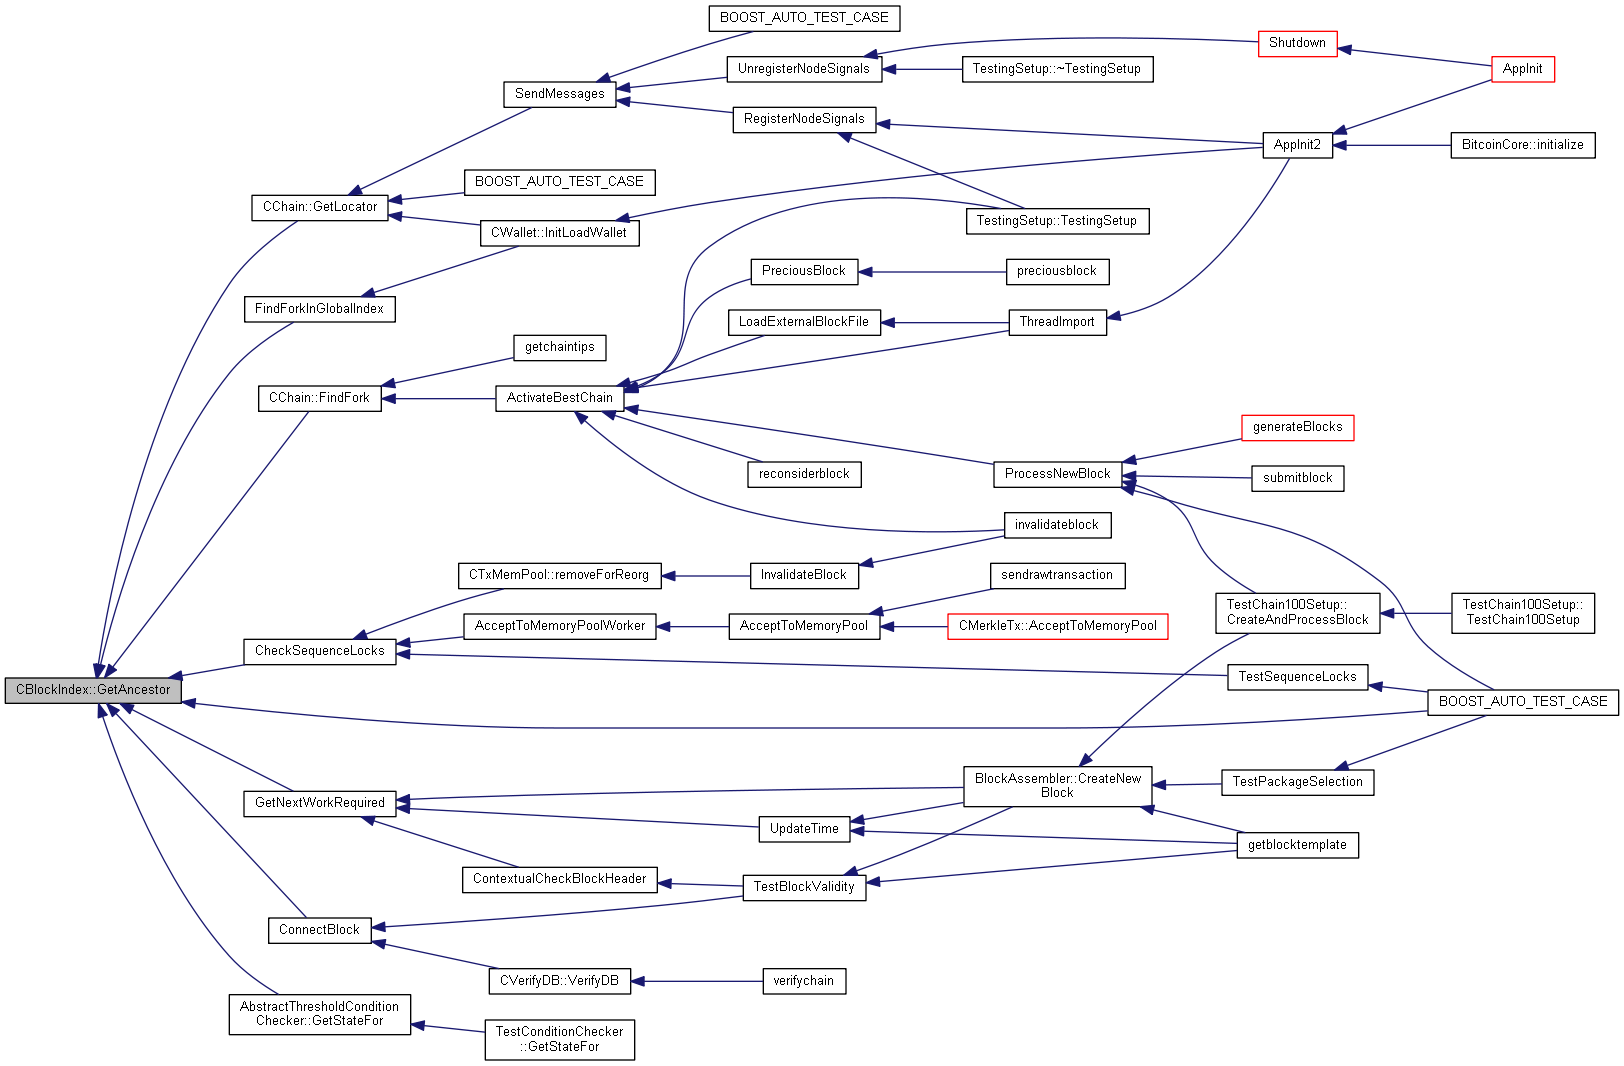 BOOST_AUTO_TEST_CASE
Shutdown
UnregisterNodeSignals
TestingSetup::~TestingSetup
AppInit
SendMessages
RegisterNodeSignals
AppInit2
BitcoinCore::initialize
BOOST_AUTO_TEST_CASE
CChain::GetLocator
TestingSetup::TestingSetup
CWallet::InitLoadWallet
PreciousBlock
preciousblock
FindForkInGlobalIndex
LoadExternalBlockFile
ThreadImport
getchaintips
CChain::FindFork
ActivateBestChain
generateBlocks
reconsiderblock
ProcessNewBlock
submitblock
invalidateblock
CTxMemPool::removeForReorg
InvalidateBlock
sendrawtransaction
TestChain100Setup::
CreateAndProcessBlock
TestChain100Setup::
TestChain100Setup
AcceptToMemoryPoolWorker
AcceptToMemoryPool
CMerkleTx::AcceptToMemoryPool
CheckSequenceLocks
TestSequenceLocks
CBlockIndex::GetAncestor
BOOST_AUTO_TEST_CASE
BlockAssembler::CreateNew
Block
TestPackageSelection
GetNextWorkRequired
UpdateTime
getblocktemplate
ContextualCheckBlockHeader
TestBlockValidity
ConnectBlock
CVerifyDB::VerifyDB
verifychain
AbstractThresholdCondition
Checker::GetStateFor
TestConditionChecker
::GetStateFor